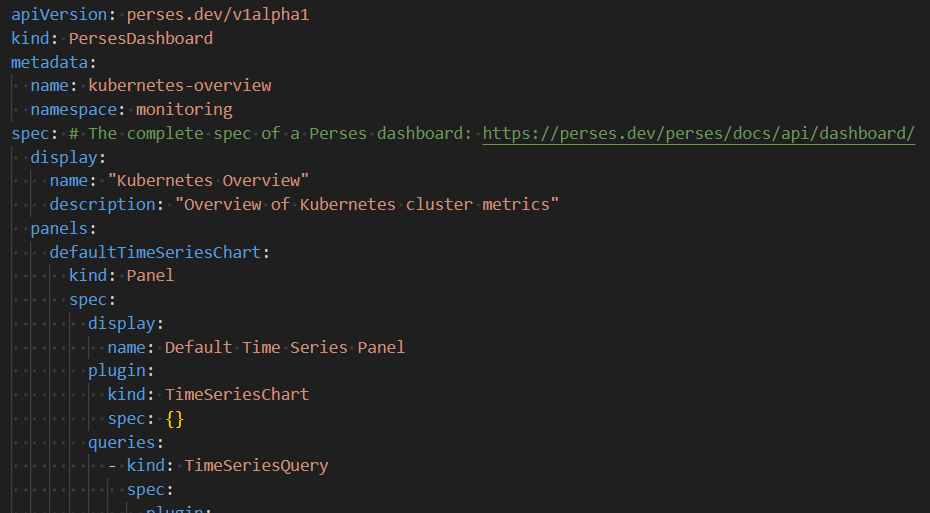 apiVersion: perses.dev/v1alpha1
kind: PersesDashboard
metadata:
  name: kubernetes-overview
  namespace: monitoring
spec: # The complete spec of a Perses dashboard: https://perses.dev/perses/docs/api/dashboard/
  display:
    name: "Kubernetes Overview"
    description: "Overview of Kubernetes cluster metrics"
  panels:
    defaultTimeSeriesChart:
      kind: Panel
      spec:
        display:
          name: Default Time Series Panel
        plugin:
          kind: TimeSeriesChart
          spec: {}
        queries:
          - kind: TimeSeriesQuery
            spec:
              plugin: